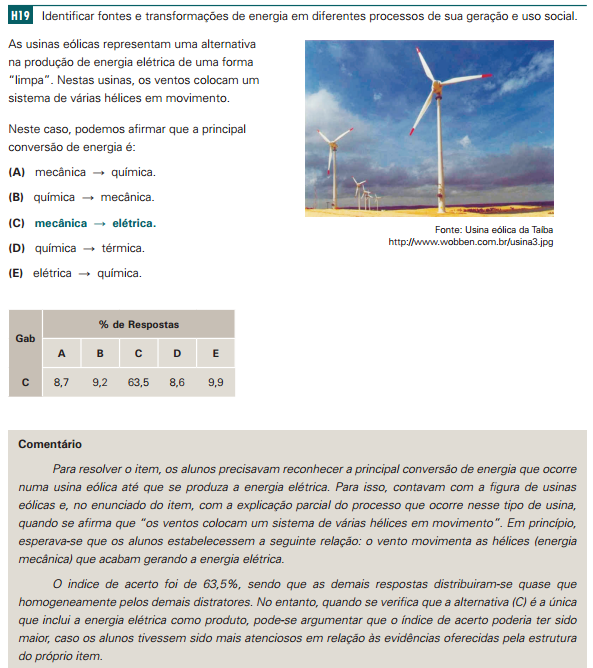 H19 Identificar fontes e transformações de energia em diferentes processos de sua geração e uso social.
As usinas eólicas representam uma alternativa
na produção de energia elétrica de uma forma
“limpa”. Nestas usinas, os ventos colocam um
sistema de várias hélices em movimento.
Neste caso, podemos afirmar que a principal
conversão de energia é:
(A) mecânica → química.
(B) química → mecânica.
(C) mecânica → elétrica.
(D) química → térmica.
(E) elétrica → química.
Fonte: Usina eólica da Taíba
http://www.wobben.com.br/usina3.jpg
Gab
% de Respostas
A B C D E
C 8,7 9,2 63,5 8,6 9,9
Comentário
Para resolver o item, os alunos precisavam reconhecer a principal conversão de energia que ocorre
numa usina eólica até que se produza a energia elétrica. Para isso, contavam com a figura de usinas
eólicas e, no enunciado do item, com a explicação parcial do processo que ocorre nesse tipo de usina,
quando se afirma que “os ventos colocam um sistema de várias hélices em movimento”. Em princípio,
esperava-se que os alunos estabelecessem a seguinte relação: o vento movimenta as hélices (energia
mecânica) que acabam gerando a energia elétrica.
O indice de acerto foi de 63,5%, sendo que as demais respostas distribuiram-se quase que
homogeneamente pelos demais distratores. No entanto, quando se verifica que a alternativa (C) é a única
que inclui a energia elétrica como produto, pode-se argumentar que o índice de acerto poderia ter sido
maior, caso os alunos tivessem sido mais atenciosos em relação às evidências oferecidas pela estrutura
do próprio item.